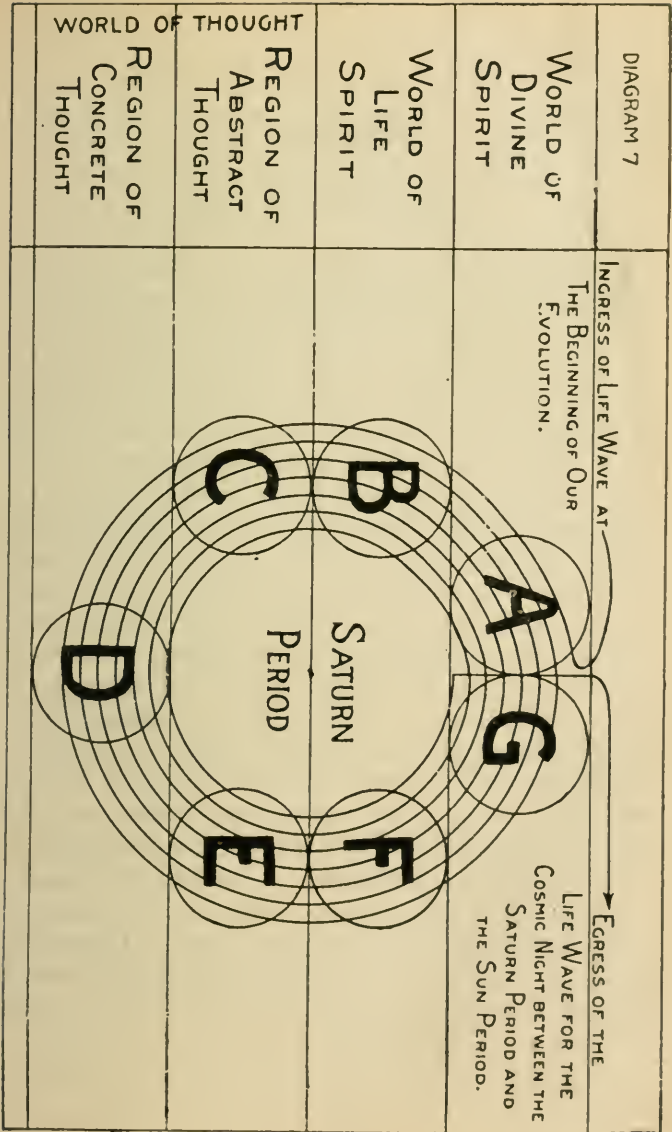 DIAGRAM 7
WORLD OF
DIVINE
SPIRIT
WORLD OF
LIFE
SPIRIT
WORLD OF THOUGHT
REGION OF
ABSTRACT
THOUGHT
REGION OF
CONCRETE
THOUGHT
INGRESS OF LIFE WAVE AT
THE BEGINNING OF OUR
EVOLUTION.
A
B
C
D
E
F
G
SATURN
PERIOD
EGRESS OF THE
LIFE WAVE FOR THE
COSMIC NIGHT BETWEEN THE
SATURN PERIOD AND
THE SUN PERIOD.